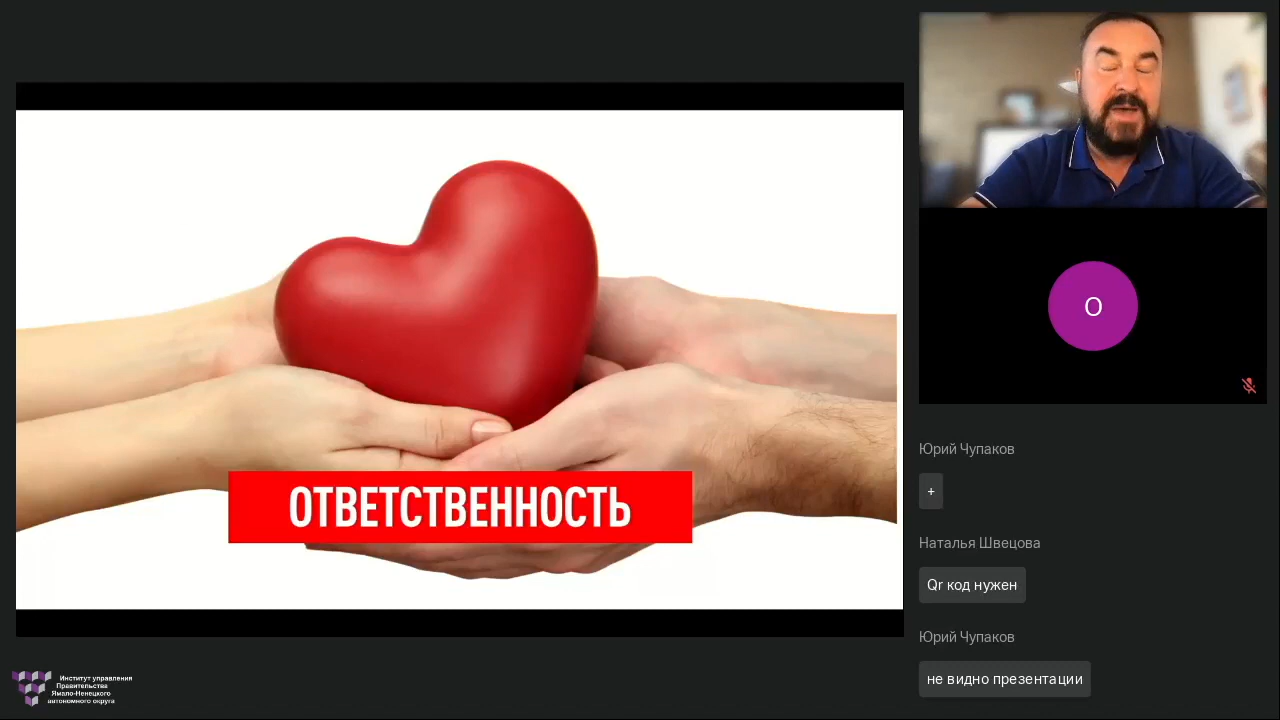 ОТВЕТСТВЕННОСТЬ
Институт управления
Правительства
Ямало-Ненецкого
автономного округа
О
Юрий Чупаков
+
Наталья Швецова
Qr код нужен
Юрий Чупаков
не видно презентации